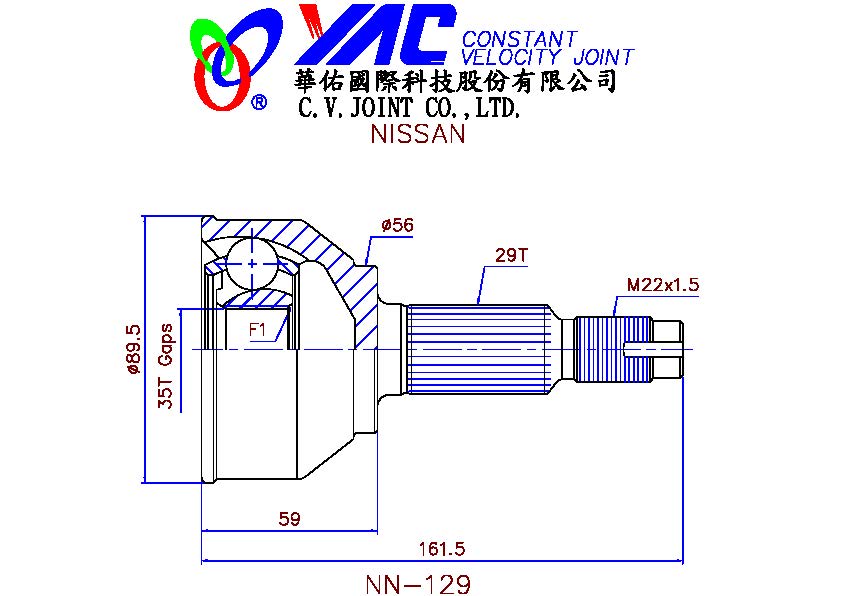 YAC CONSTANT
VELOCITY JOINT
®
華佑國際科技股份有限公司
C.V.JOINT CO.,LTD.
NISSAN
ø56
29T
M22x1.5
F1
ø89.5
35T Gaps
59
161.5
NN-129